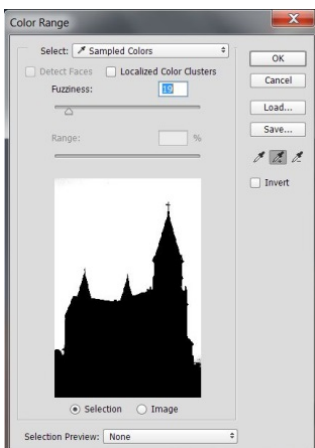 Color Range
Select: Sampled Colors
OK
Detect Faces Localized Color Clusters
Cancel
Fuzziness: 19
Load...
Save...
Range: %
Invert
Selection Image
Selection Preview: None